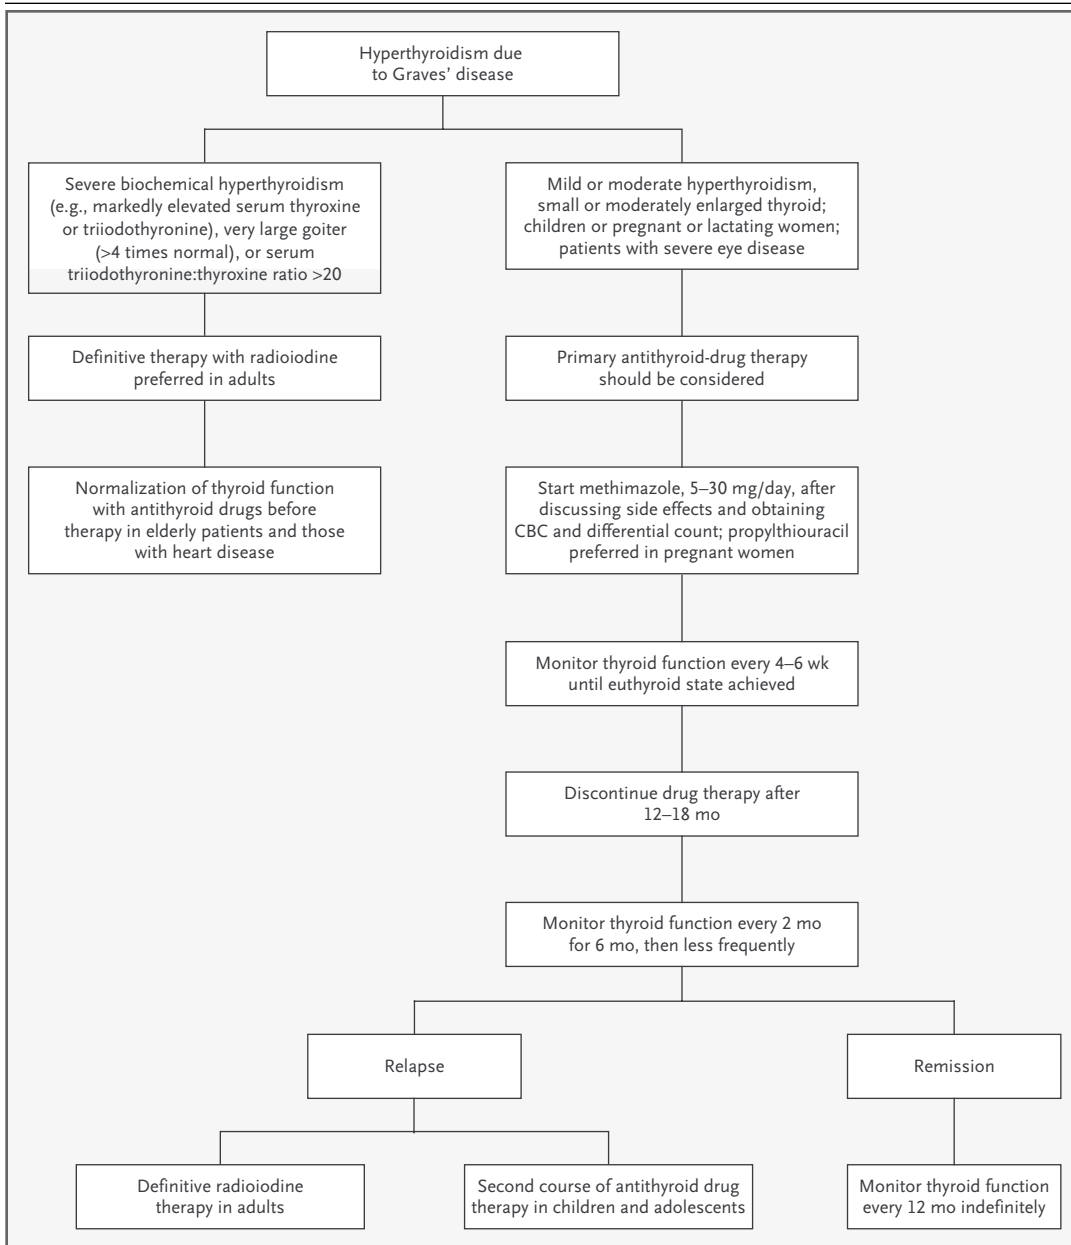 Hyperthyroidism due
to Graves’ disease
Severe biochemical hyperthyroidism
(e.g., markedly elevated serum thyroxine
or triiodothyronine), very large goiter
(>4 times normal), or serum
triiodothyronine:thyroxine ratio >20
Mild or moderate hyperthyroidism,
small or moderately enlarged thyroid;
children or pregnant or lactating women;
patients with severe eye disease
Definitive therapy with radioiodine
preferred in adults
Primary antithyroid-drug therapy
should be considered
Normalization of thyroid function
with antithyroid drugs before
therapy in elderly patients and those
with heart disease
Start methimazole, 5–30 mg/day, after
discussing side effects and obtaining
CBC and differential count; propylthiouracil
preferred in pregnant women
Monitor thyroid function every 4–6 wk
until euthyroid state achieved
Discontinue drug therapy after
12–18 mo
Monitor thyroid function every 2 mo
for 6 mo, then less frequently
Relapse
Remission
Definitive radioiodine
therapy in adults
Second course of antithyroid drug
therapy in children and adolescents
Monitor thyroid function
every 12 mo indefinitely